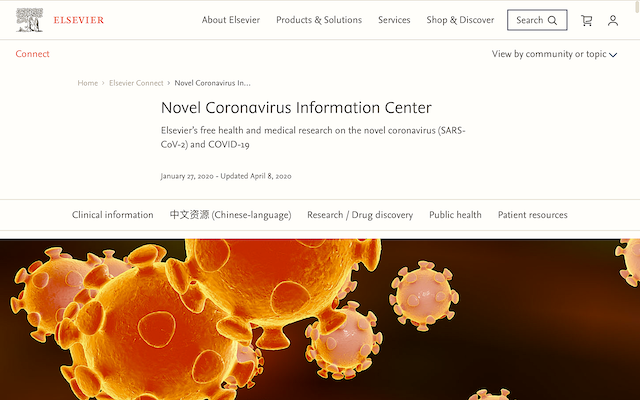 ELSEVIER
About Elsevier Products & Solutions Services Shop & Discover Search
Connect
View by community or topic
Home > Elsevier Connect > Novel Coronavirus In...
Novel Coronavirus Information Center
Elsevier's free health and medical research on the novel coronavirus (SARS-
CoV-2) and COVID-19
January 27, 2020 - Updated April 8, 2020
Clinical information 中文资源 (Chinese-language) Research / Drug discovery Public health Patient resources